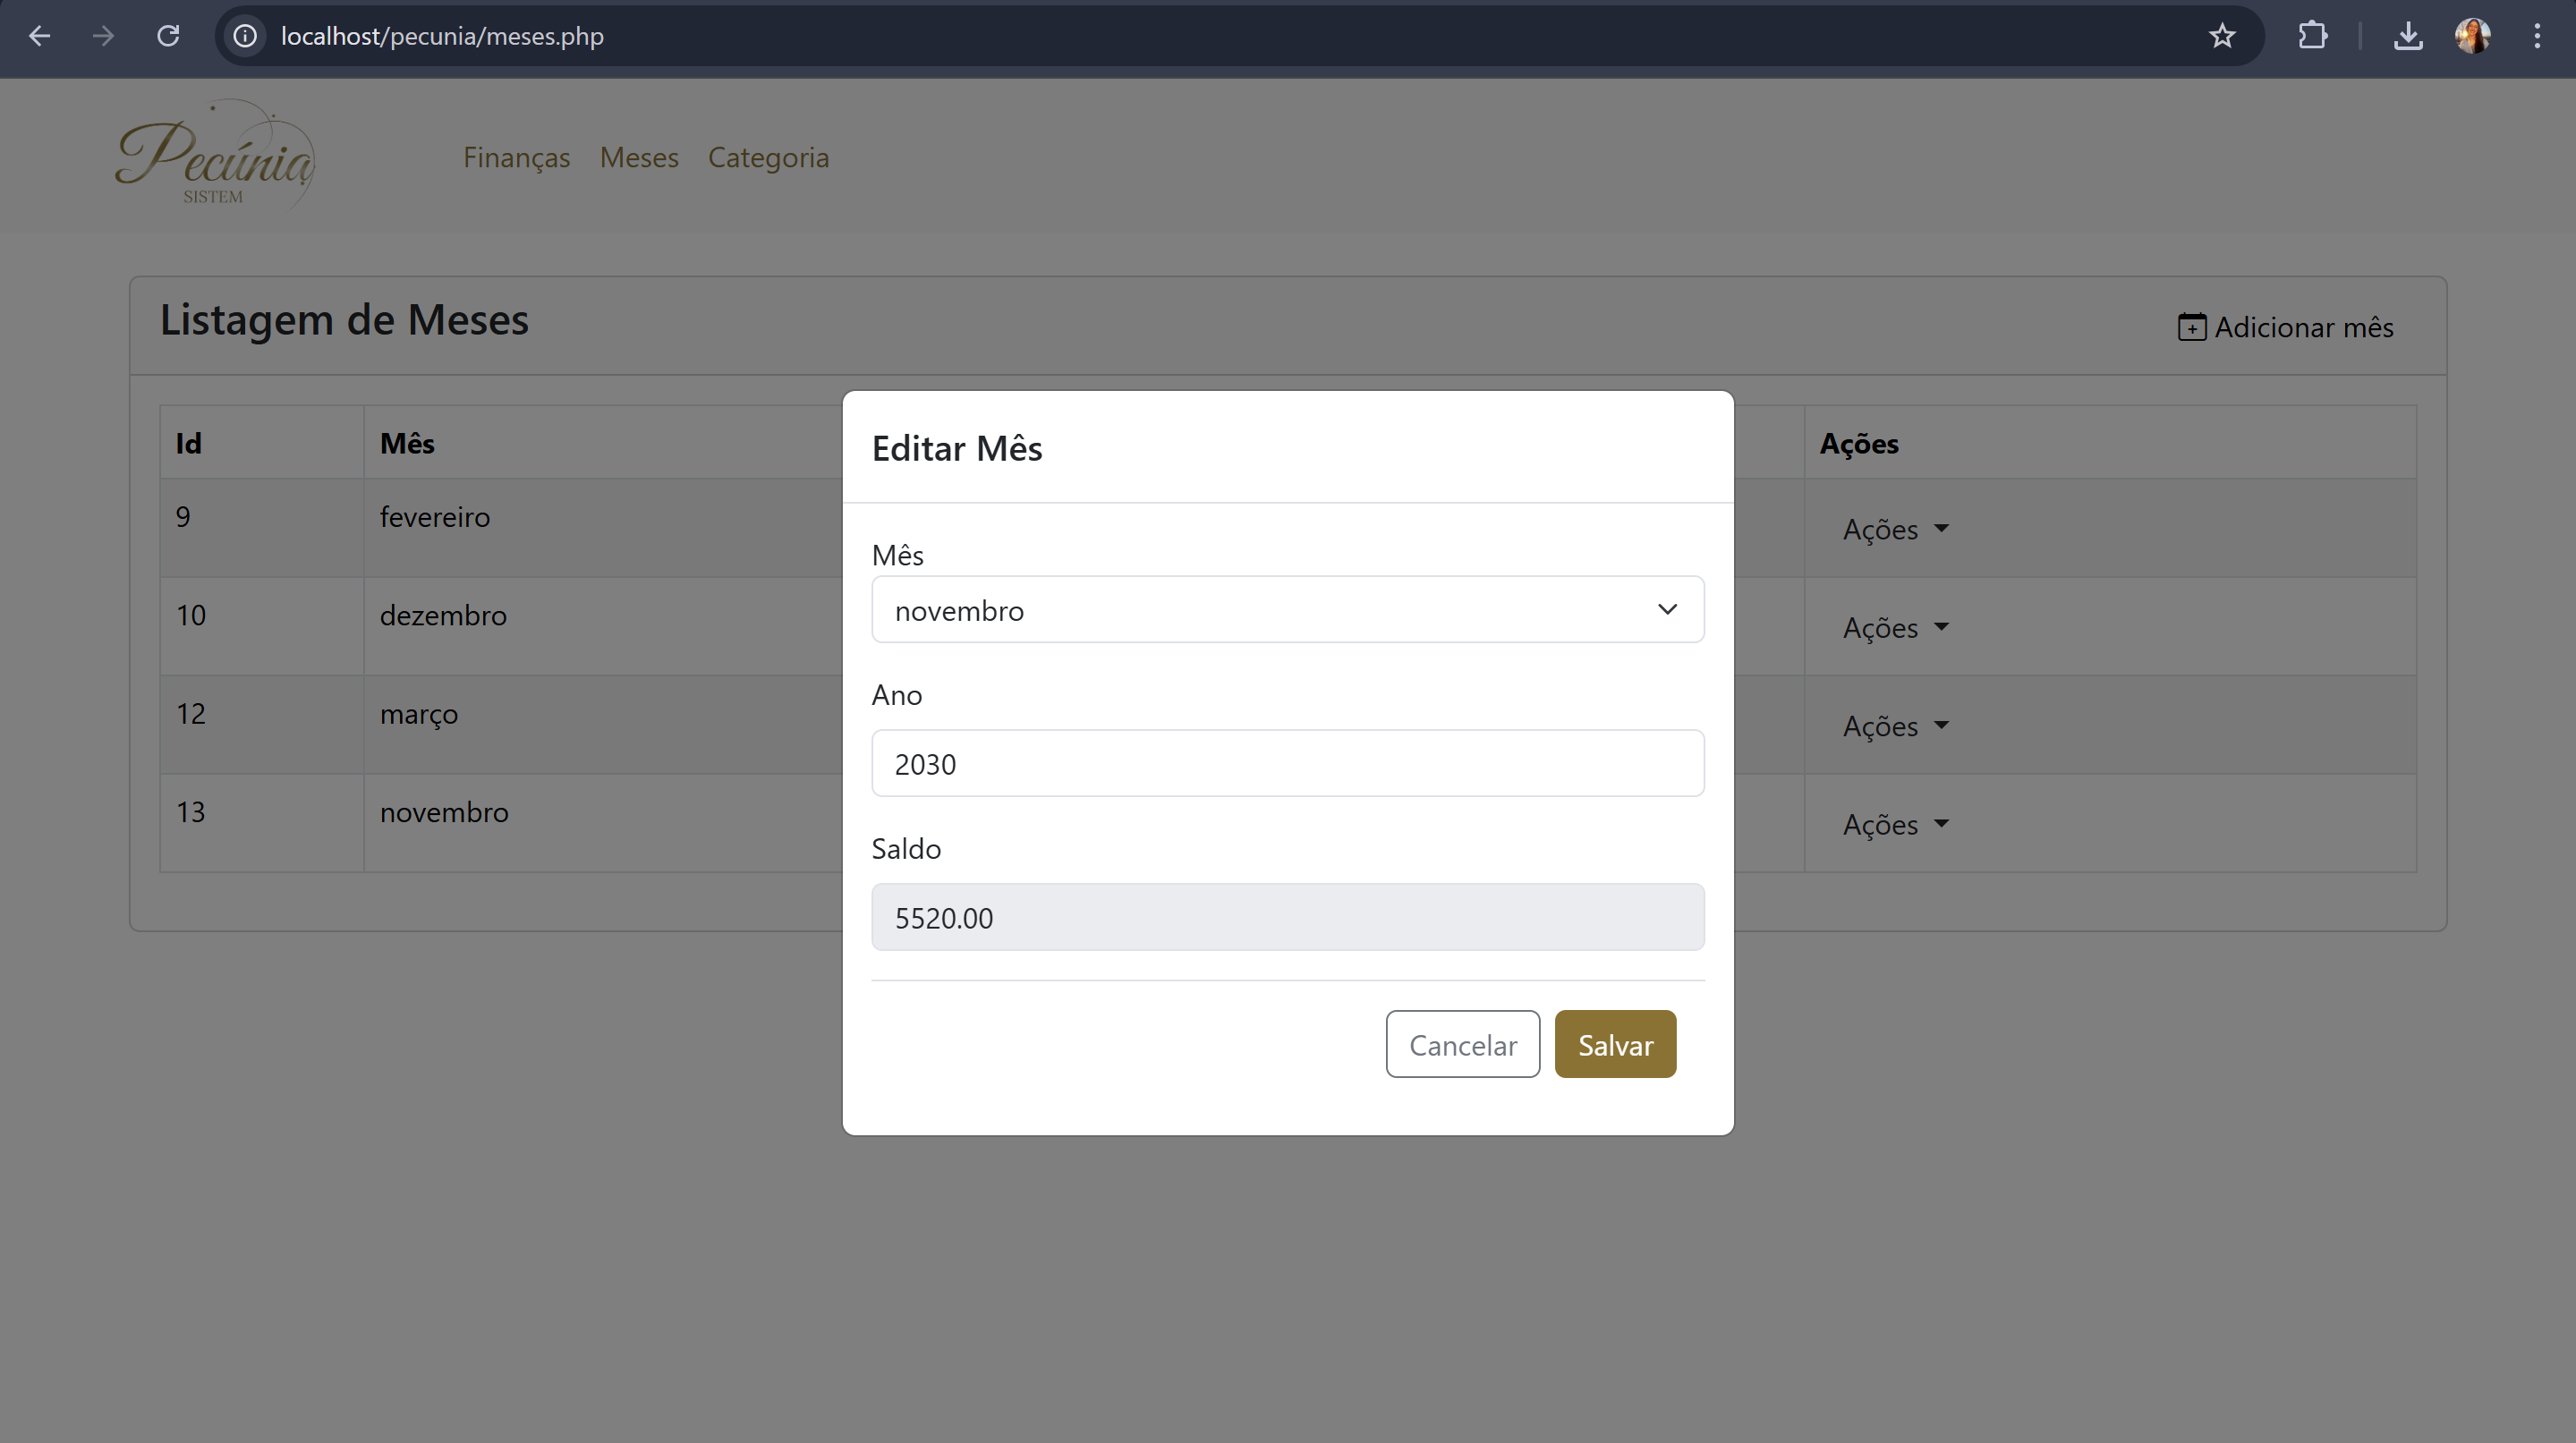 localhost/pecunia/meses.php
Pecúnia
SISTEM
Finanças Meses Categoria
Listagem de Meses
Adicionar mês
Id Mês Ações
9 fevereiro Ações
10 dezembro Ações
12 março Ações
13 novembro Ações
Editar Mês
Mês
novembro
Ano
2030
Saldo
5520.00
Cancelar Salvar